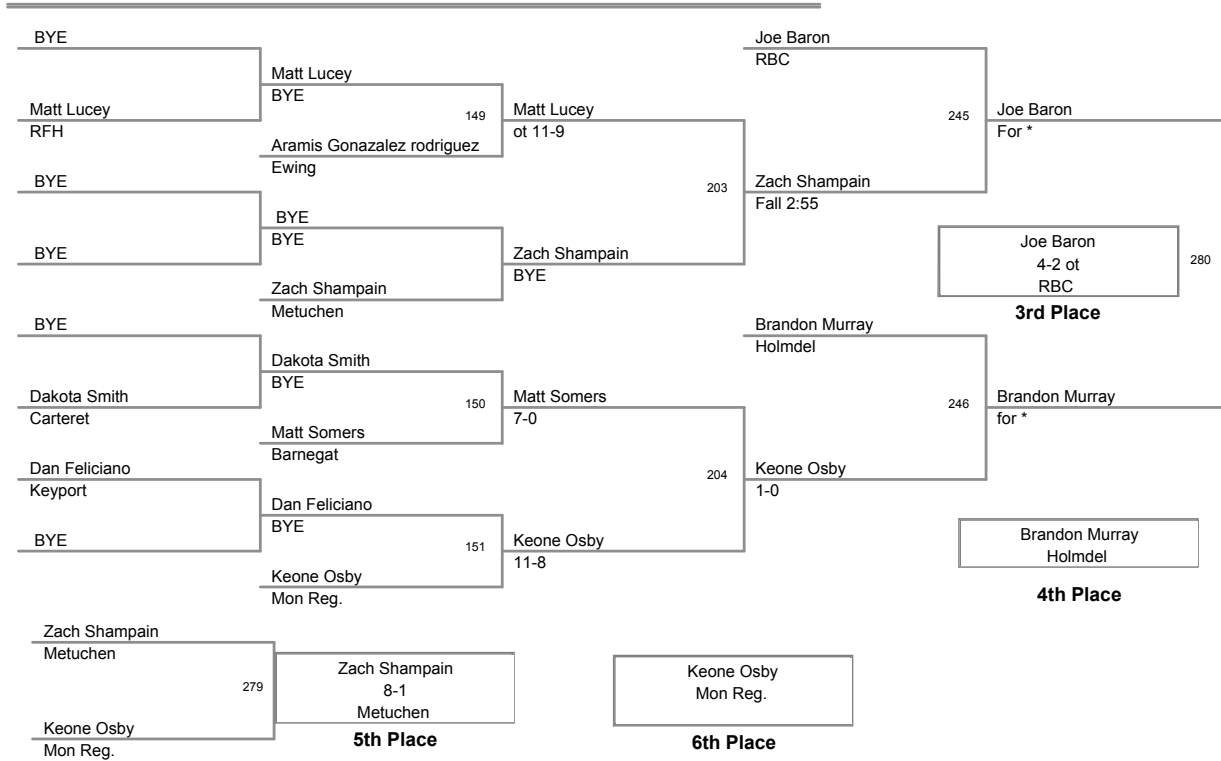 BYE
Matt Lucey
RFH
BYE
BYE
BYE
Dakota Smith
Carteret
Dan Feliciano
Keyport
BYE
Matt Lucey
BYE
149
Aramis Gonazalez rodriguez
Ewing
BYE
BYE
Zach Shampain
Metuchen
Dakota Smith
BYE
150
Matt Somers
Barnegat
Dan Feliciano
BYE
151
Keone Osby
Mon Reg.
Matt Lucey
ot 11-9
203
Zach Shampain
BYE
Matt Somers
7-0
204
Keone Osby
11-8
Joe Baron
RBC
245
Zach Shampain
Fall 2:55
Brandon Murray
Holmdel
246
Keone Osby
1-0
Joe Baron
For *
Joe Baron
4-2 ot
RBC
280
3rd Place
Brandon Murray
for *
Brandon Murray
Holmdel
4th Place
Zach Shampain
Metuchen
279
Keone Osby
Mon Reg.
Zach Shampain
8-1
Metuchen
5th Place
Keone Osby
Mon Reg.
6th Place